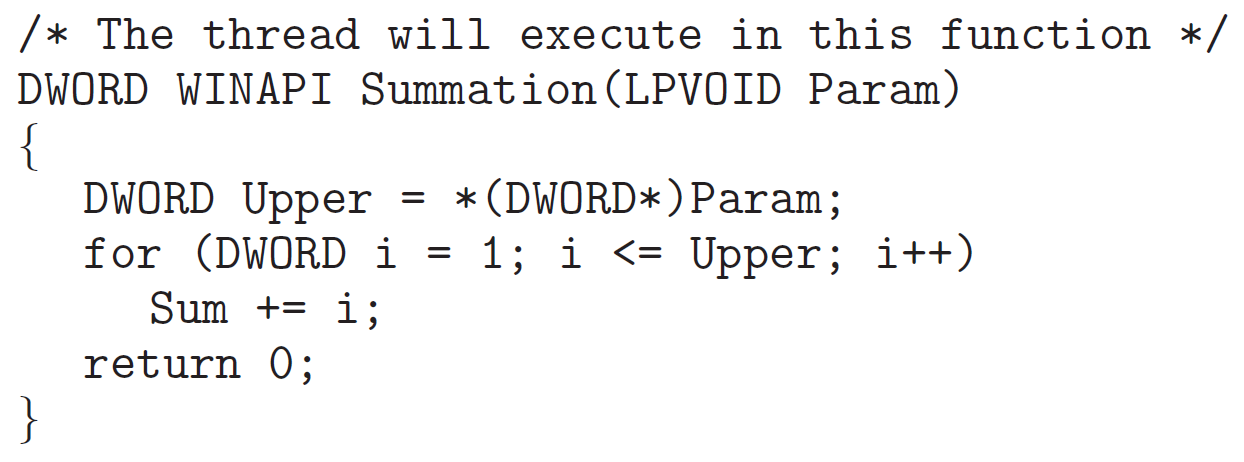 /* The thread will execute in this function */
DWORD WINAPI Summation(LPVOID Param)
{
   DWORD Upper = *(DWORD*)Param;
   for (DWORD i = 1; i <= Upper; i++)
      Sum += i;
   return 0;
}